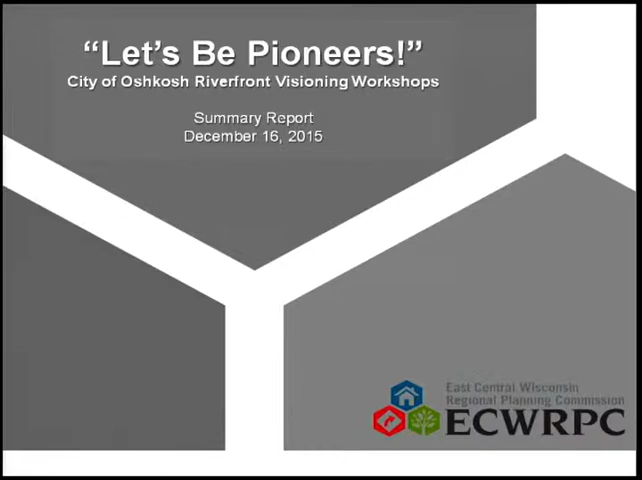 “Let’s Be Pioneers!”
City of Oshkosh Riverfront Visioning Workshops
Summary Report
December 16, 2015
East Central Wisconsin
Regional Planning Commission
ECWRPC